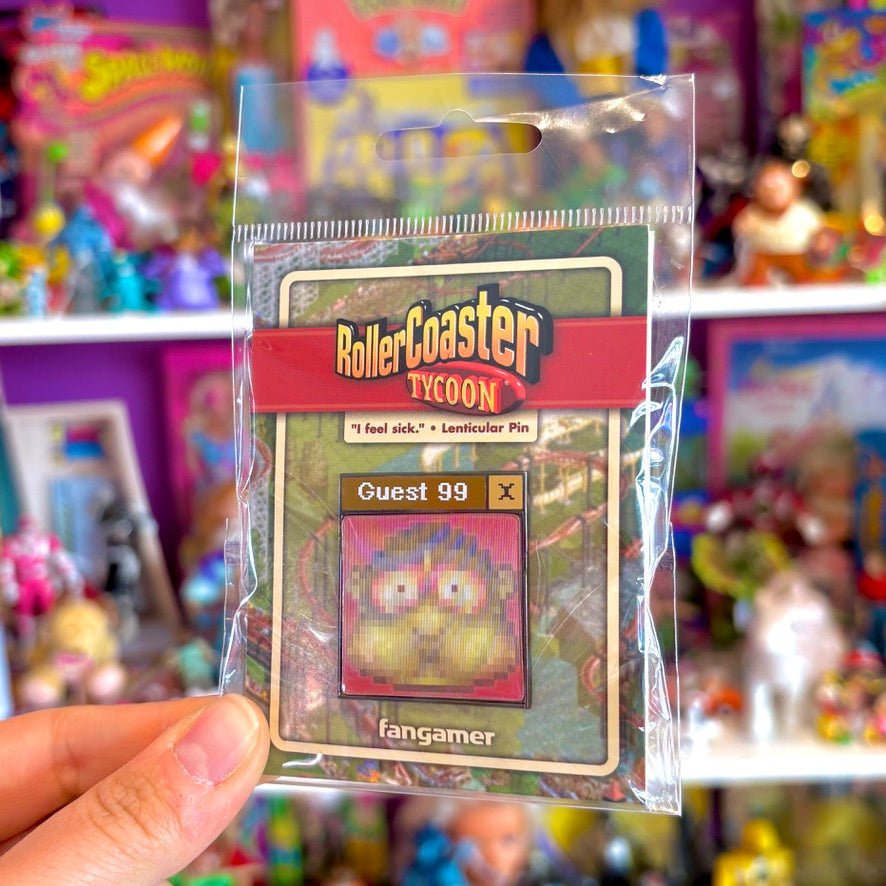 RollerCoaster
TYCOON
"I feel sick." • Lenticular Pin
Guest 99 X
fangamer